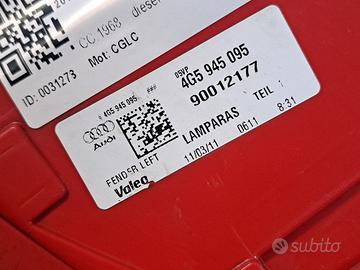 CC 1968 diesel
Mot: CGLC
ID: 0031273
4G5 945 095 ###
Audi
FENDER LEFT
Valeo
05VP
4G5 945 095
90012177
LAMPARAS TEIL
11/03/11 0611 8:31
subito